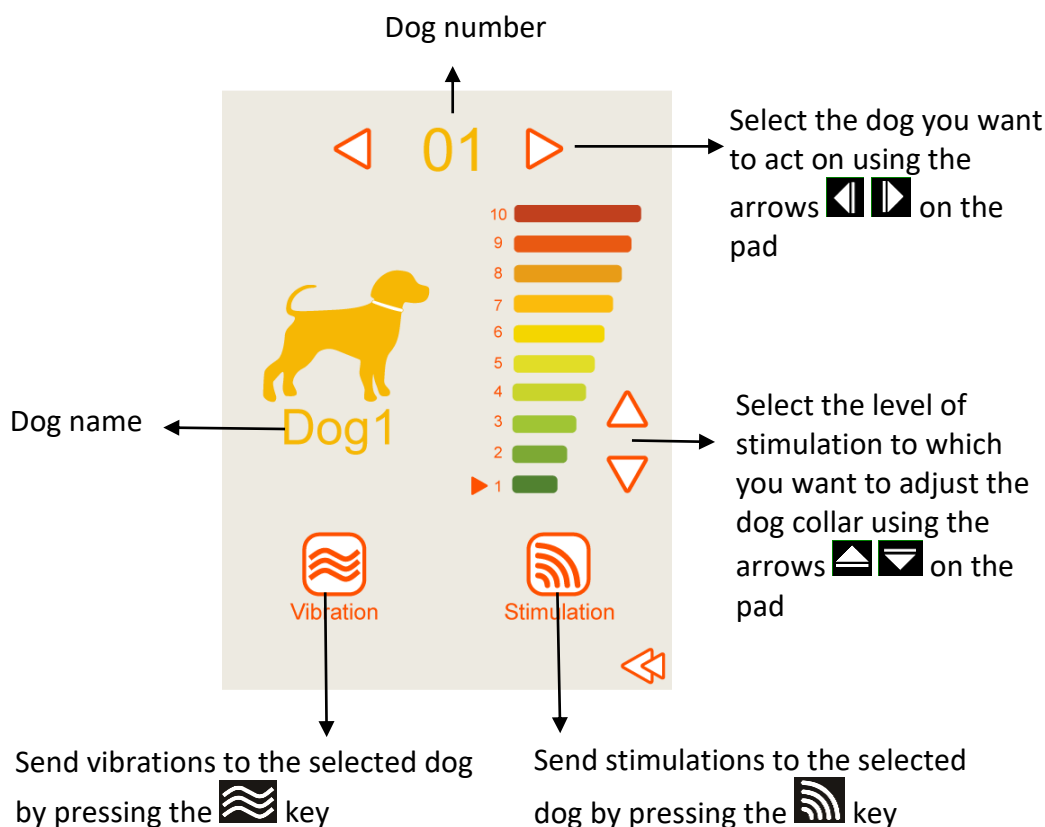 Dog number
01
Select the dog you want
to act on using the
arrows on the
pad
10
9
8
7
6
5
4
3
2
1
Dog name
Dog1
Select the level of
stimulation to which
you want to adjust the
dog collar using the
arrows on the
pad
Vibration
Stimulation
Send vibrations to the selected dog
by pressing the key
Send stimulations to the selected
dog by pressing the key